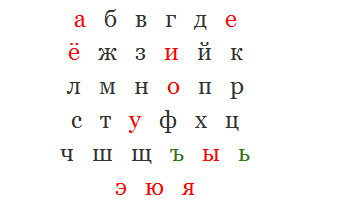 а б в г д е
ё ж з и й к
л м н о п р
с т у ф х ц
ч ш щ ъ ы ь
э ю я